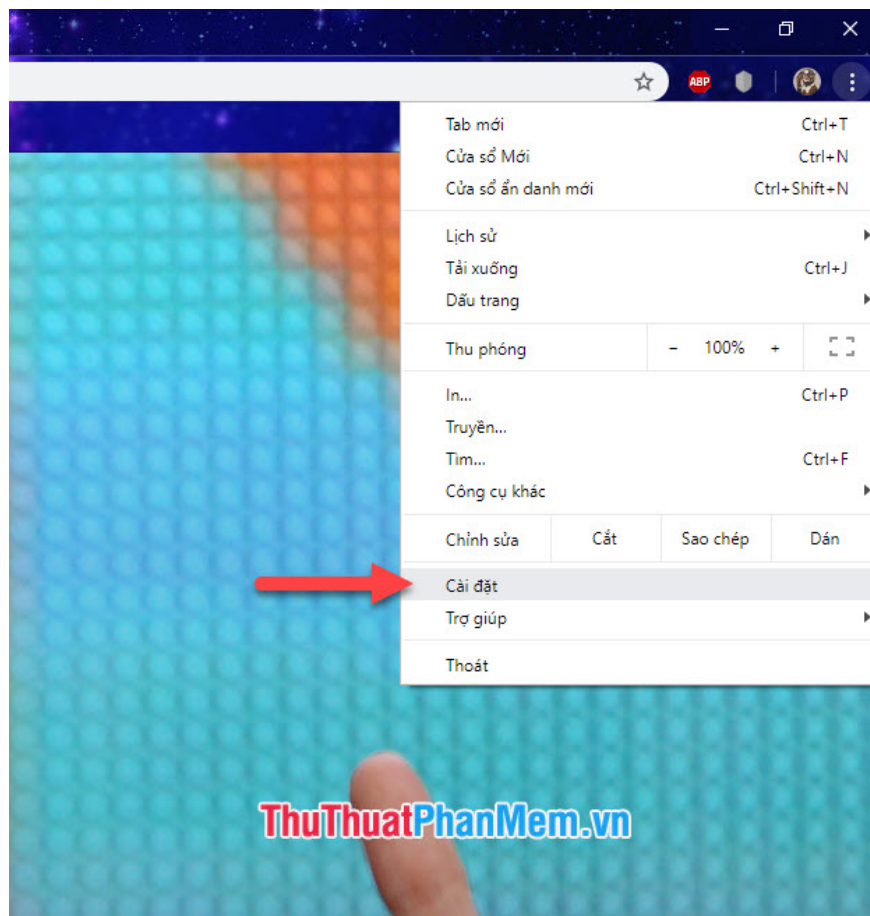 ABP
Tab mới Ctrl+T
Cửa sổ Mới Ctrl+N
Cửa sổ ẩn danh mới Ctrl+Shift+N
Lịch sử
Tải xuống Ctrl+J
Dấu trang
Thu phóng - 100% +
In... Ctrl+P
Truyền...
Tìm... Ctrl+F
Công cụ khác
Chỉnh sửa Cắt Sao chép Dán
Cài đặt
Trợ giúp
Thoát
ThuThuatPhanMem.vn